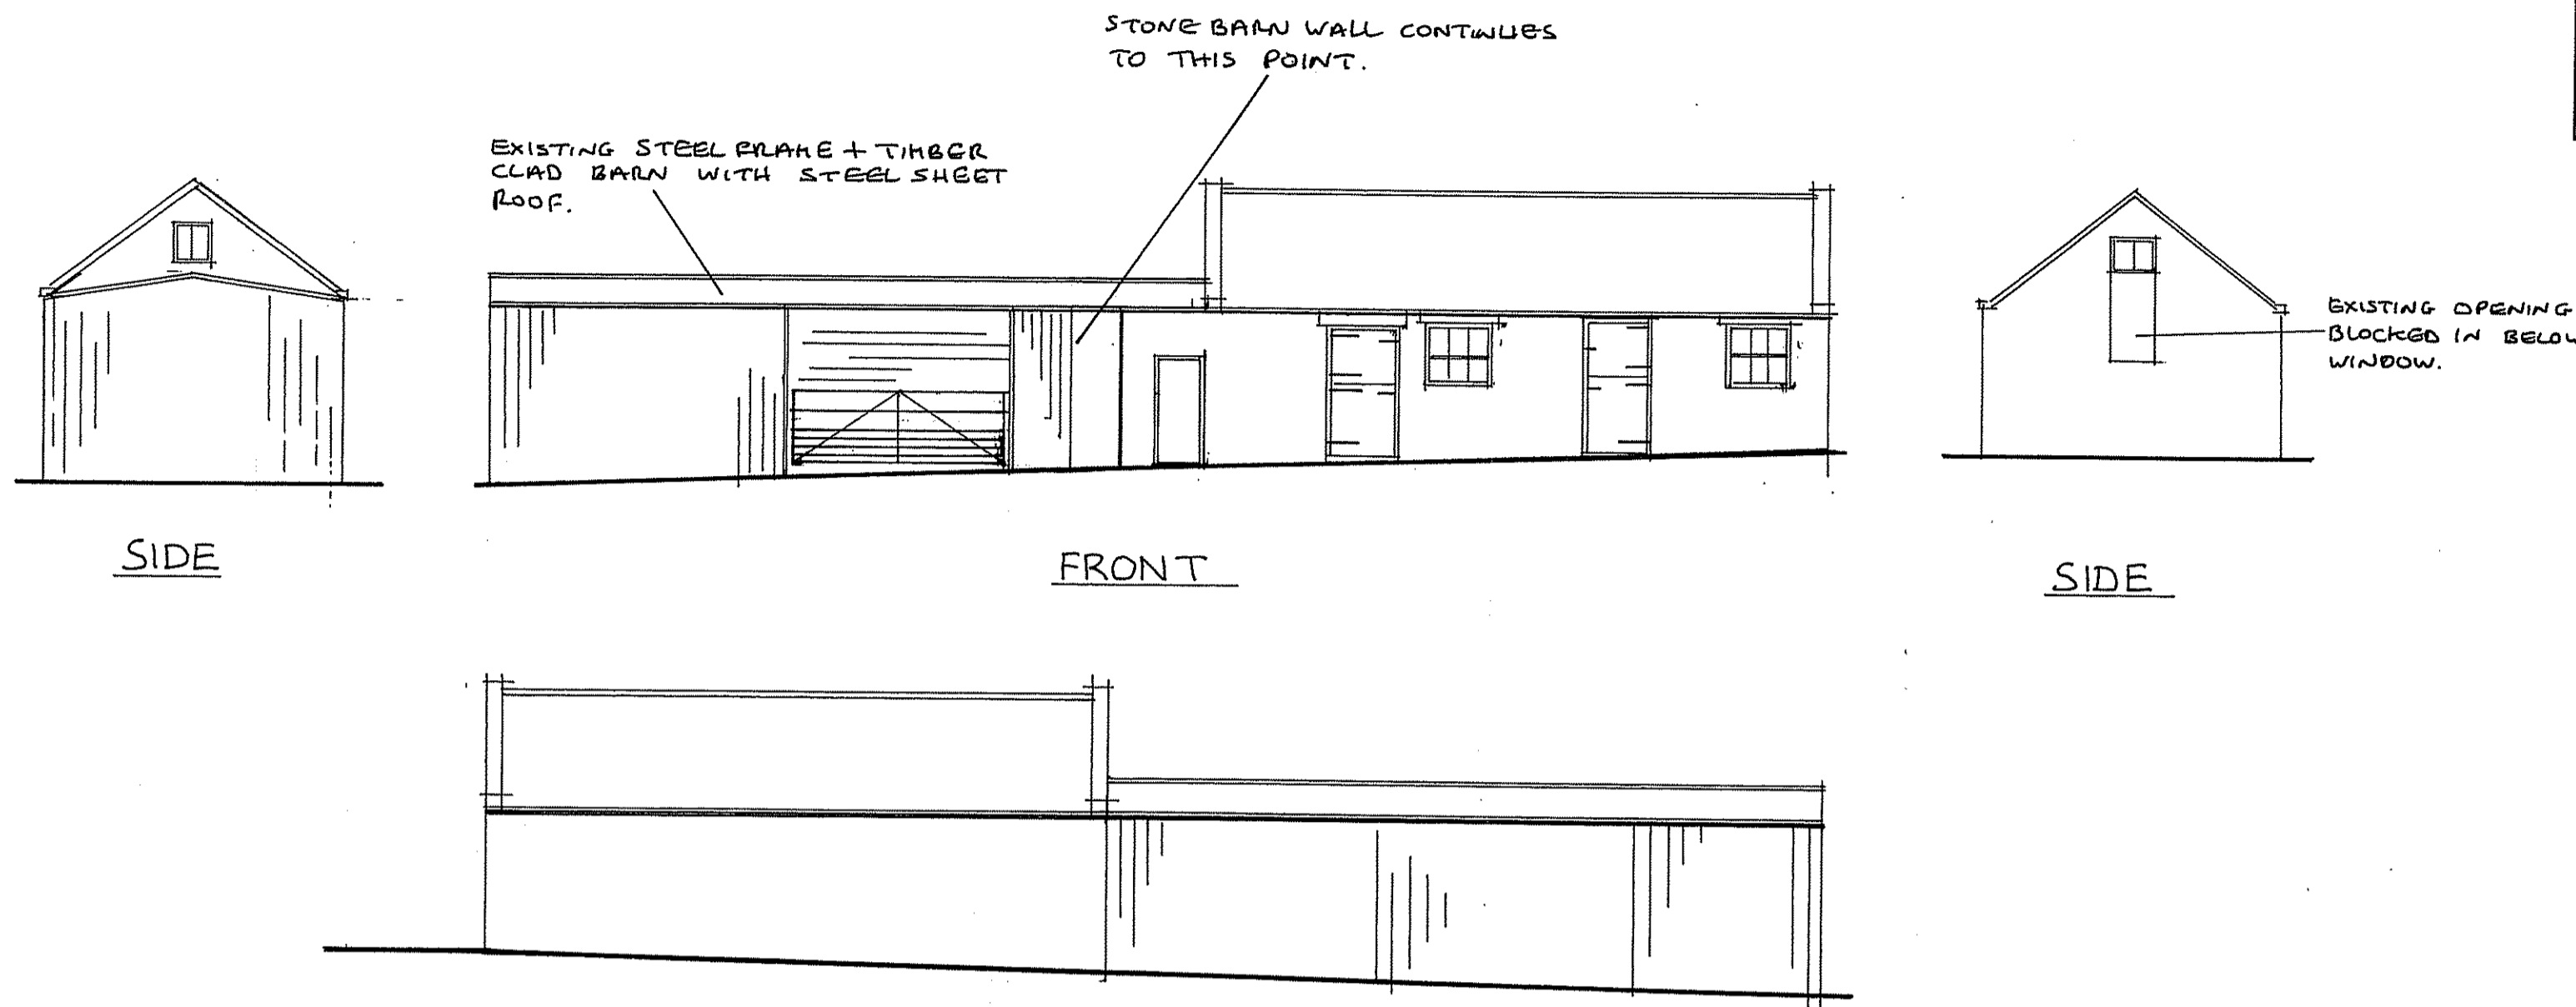 STONE BARN WALL CONTINUES
TO THIS POINT.
EXISTING STEEL FRAME + TIMBER
CLAD BARN WITH STEEL SHEET
ROOF.
EXISTING OPENING
BLOCKED IN BELOW
WINDOW.
SIDE
FRONT
SIDE